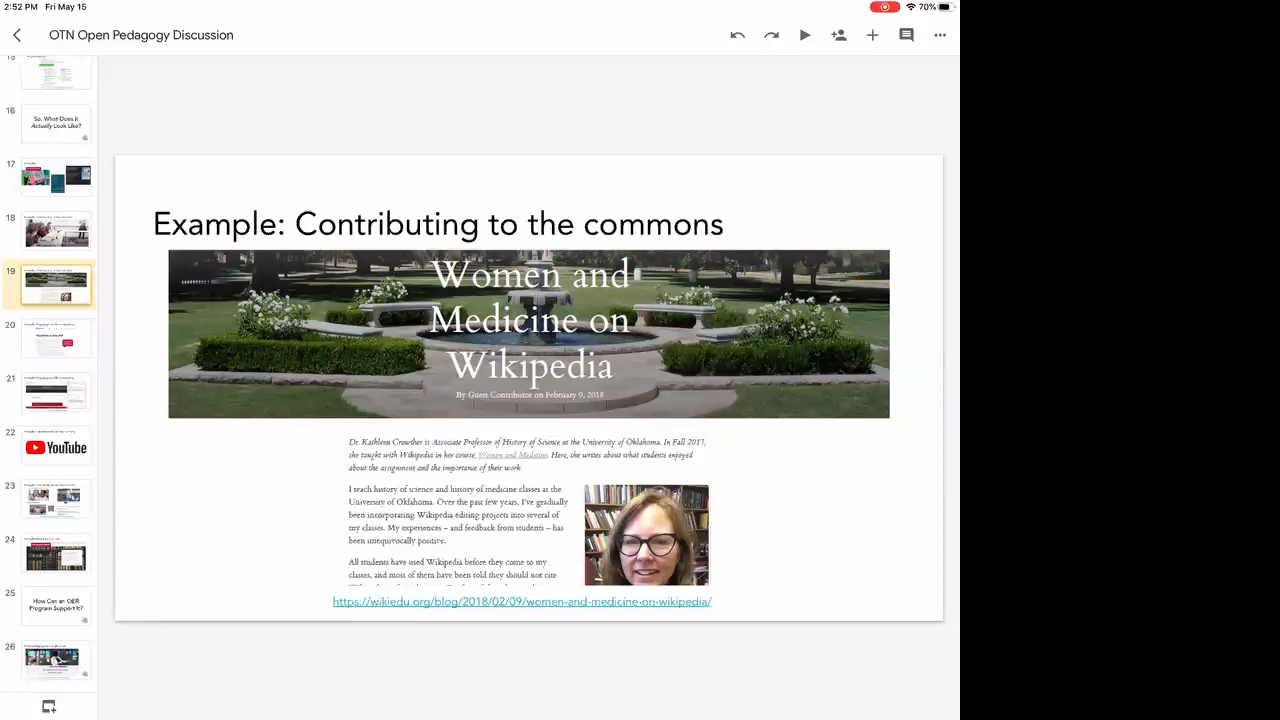 2:52 PM Fri May 15
70%
OTN Open Pedagogy Discussion
15
16
So, What Does it
Actually Look Like?
17
18
19
20
21
22
YouTube
23
24
25
How Can an OER
Program Support It?
26
Example: Contributing to the commons
Women and
Medicine on
Wikipedia
By Guest Contributor on February 9, 2018
Dr. Kathleen Crowther is Associate Professor of History of Science at the University of Oklahoma. In Fall 2017,
she taught with Wikipedia in her course, Women and Medicine. Here, she writes about what students enjoyed
about the assignment and the importance of their work
I teach history of science and history of medicine classes at the
University of Oklahoma. Over the past few years, I've gradually
been incorporating Wikipedia editing projects into several of
my classes. My experiences – and feedback from students – has
been unequivocally positive.
All students have used Wikipedia before they come to my
classes, and most of them have been told they should not cite
https://wikiedu.org/blog/2018/02/09/women-and-medicine-on-wikipedia/